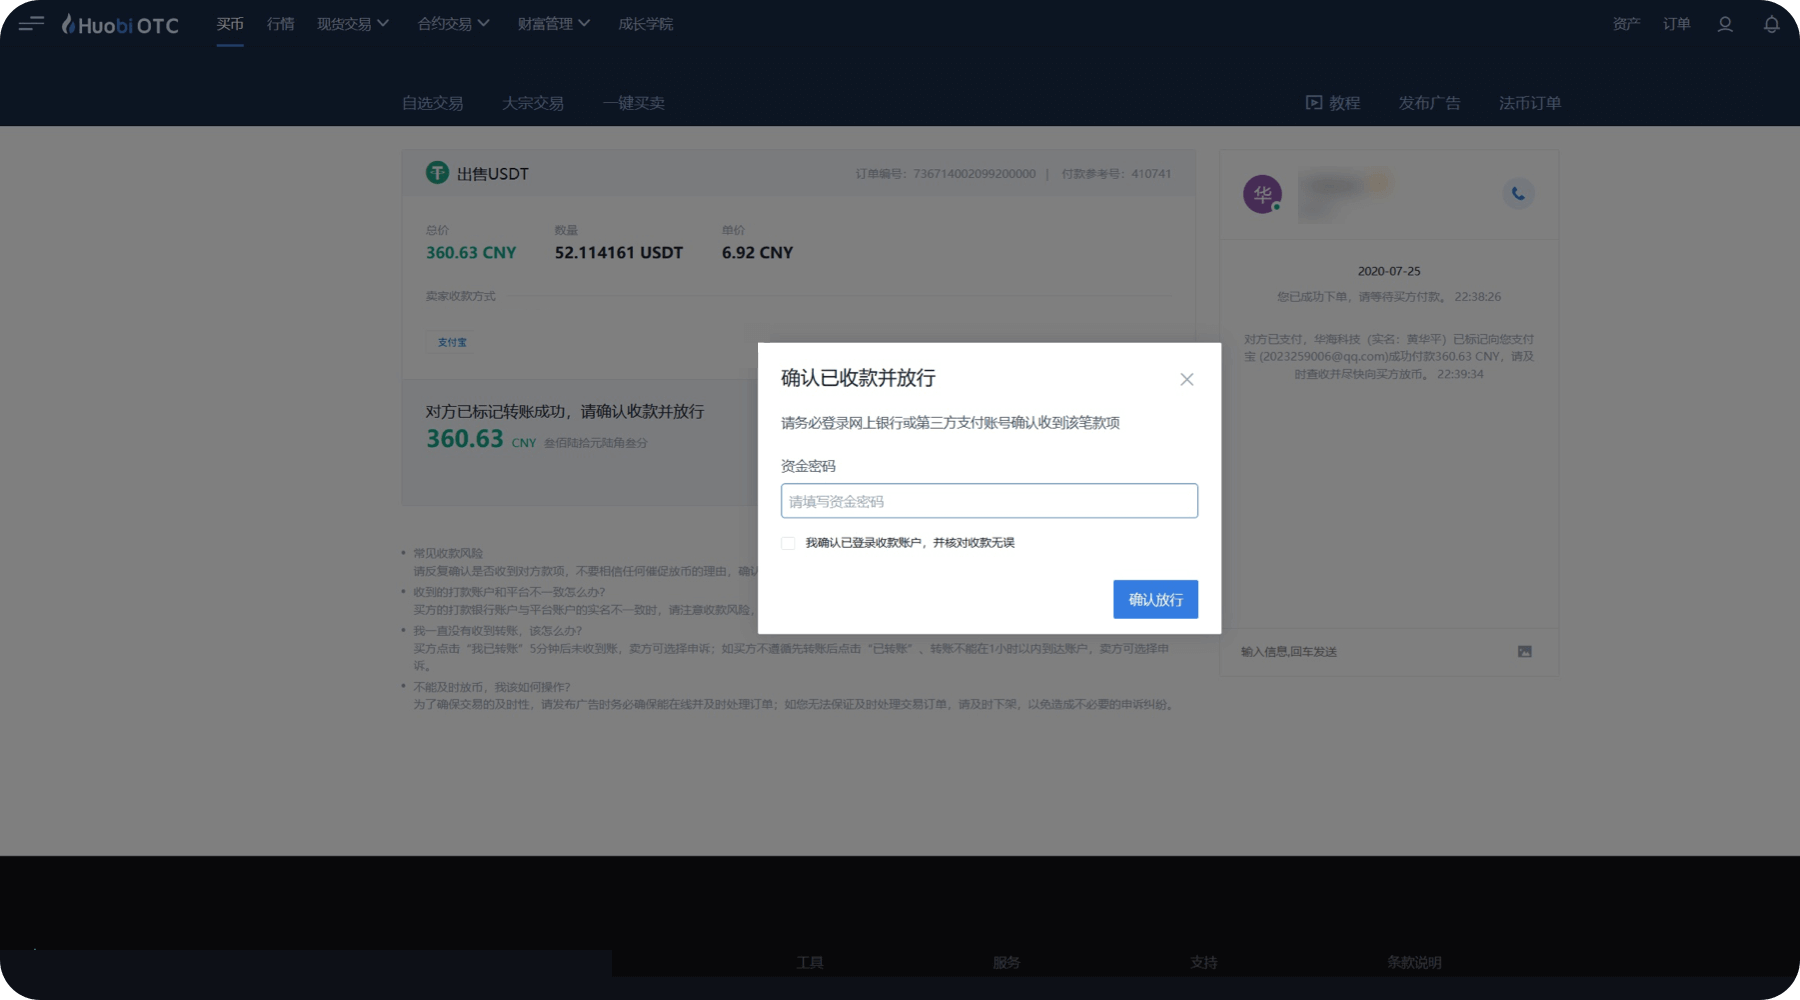 Huobi OTC
买币 行情 现货交易 合约交易 财富管理 成长学院
资产 订单
自选交易 大宗交易 一键买卖
教程 发布广告 法币订单
出售USDT
订单编号：736714002099200000 | 付款参考号：410741
总价 数量 单价
360.63 CNY 52.114161 USDT 6.92 CNY
卖家收款方式
支付宝
对方已标记转账成功，请确认收款并放行
360.63 CNY 叁佰陆拾元陆角叁分
• 常见收款风险
请反复确认是否收到对方款项，不要相信任何催促放币的理由，确认
• 收到的打款账户和平台不一致怎么办?
买方的打款银行账户与平台账户的实名不一致时，请注意收款风险，
• 我一直没有收到转账，该怎么办?
买方点击“我已转账”5分钟后未收到账，卖方可选择申诉；如买方不遵循先转账后点击“已转账”，转账不能在1小时以内到达账户，卖方可选择申
诉。
• 不能及时放币，我该如何操作?
为了确保交易的及时性，请发布广告时务必确保能在线并及时处理订单；如您无法保证及时处理交易订单，请及时下架，以免造成不必要的申诉纠纷。
确认已收款并放行
请务必登录网上银行或第三方支付账号确认收到该笔款项
资金密码
请填写资金密码
我确认已登录收款账户，并核对收款无误
确认放行
华
2020-07-25
您已成功下单，请等待买方付款。 22:38:26
对方已支付，华海科技（实名：黄华平）已标记向您支付
宝 (2023259006@qq.com)成功付款360.63 CNY，请及
时查收并尽快向买方放币。 22:39:34
输入信息,回车发送
工具 服务 支持 条款说明